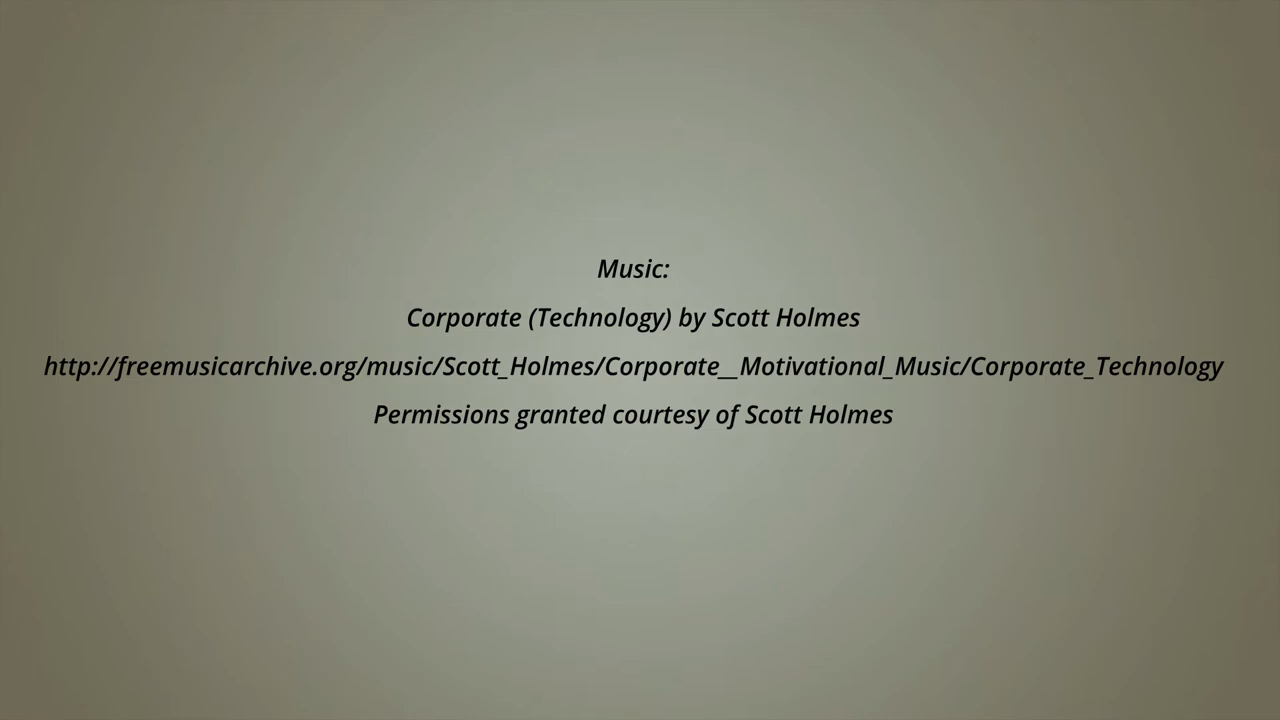 Music:
Corporate (Technology) by Scott Holmes
http://freemusicarchive.org/music/Scott_Holmes/Corporate__Motivational_Music/Corporate_Technology
Permissions granted courtesy of Scott Holmes